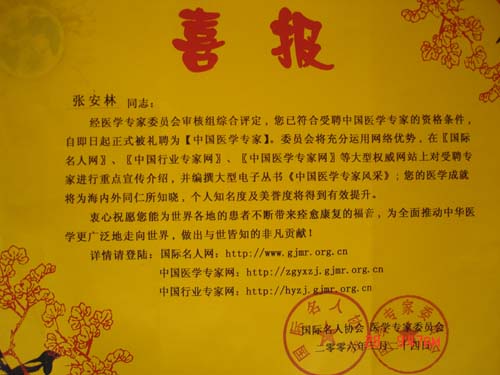 喜报
张安林 同志：
经医学专家委员会审核组综合评定，您已符合受聘中国医学专家的资格条件，
自即日起正式被礼聘为【中国医学专家】。委员会将充分运用网络优势，在〖国际
名人网〗、〖中国行业专家网〗、〖中国医学专家网〗等大型权威网站上对受聘专
家进行重点宣传介绍，并编撰大型电子丛书《中国医学专家风采》；您的医学成就
将为海内外同仁所知晓，个人知名度及美誉度将得到有效提升。
衷心祝愿您能为世界各地的患者不断带来痊愈康复的福音，为全面推动中华医
学更广泛地走向世界，做出与世皆知的非凡贡献！
详情请登陆：国际名人网：http://www.gjmr.org.cn
中国医学专家网：http://zgyxzj.gjmr.org.cn
中国行业专家网：http://hyzj.gjmr.org.cn
国际名人协会 医学专家委员会
二零零六年三月二十四日